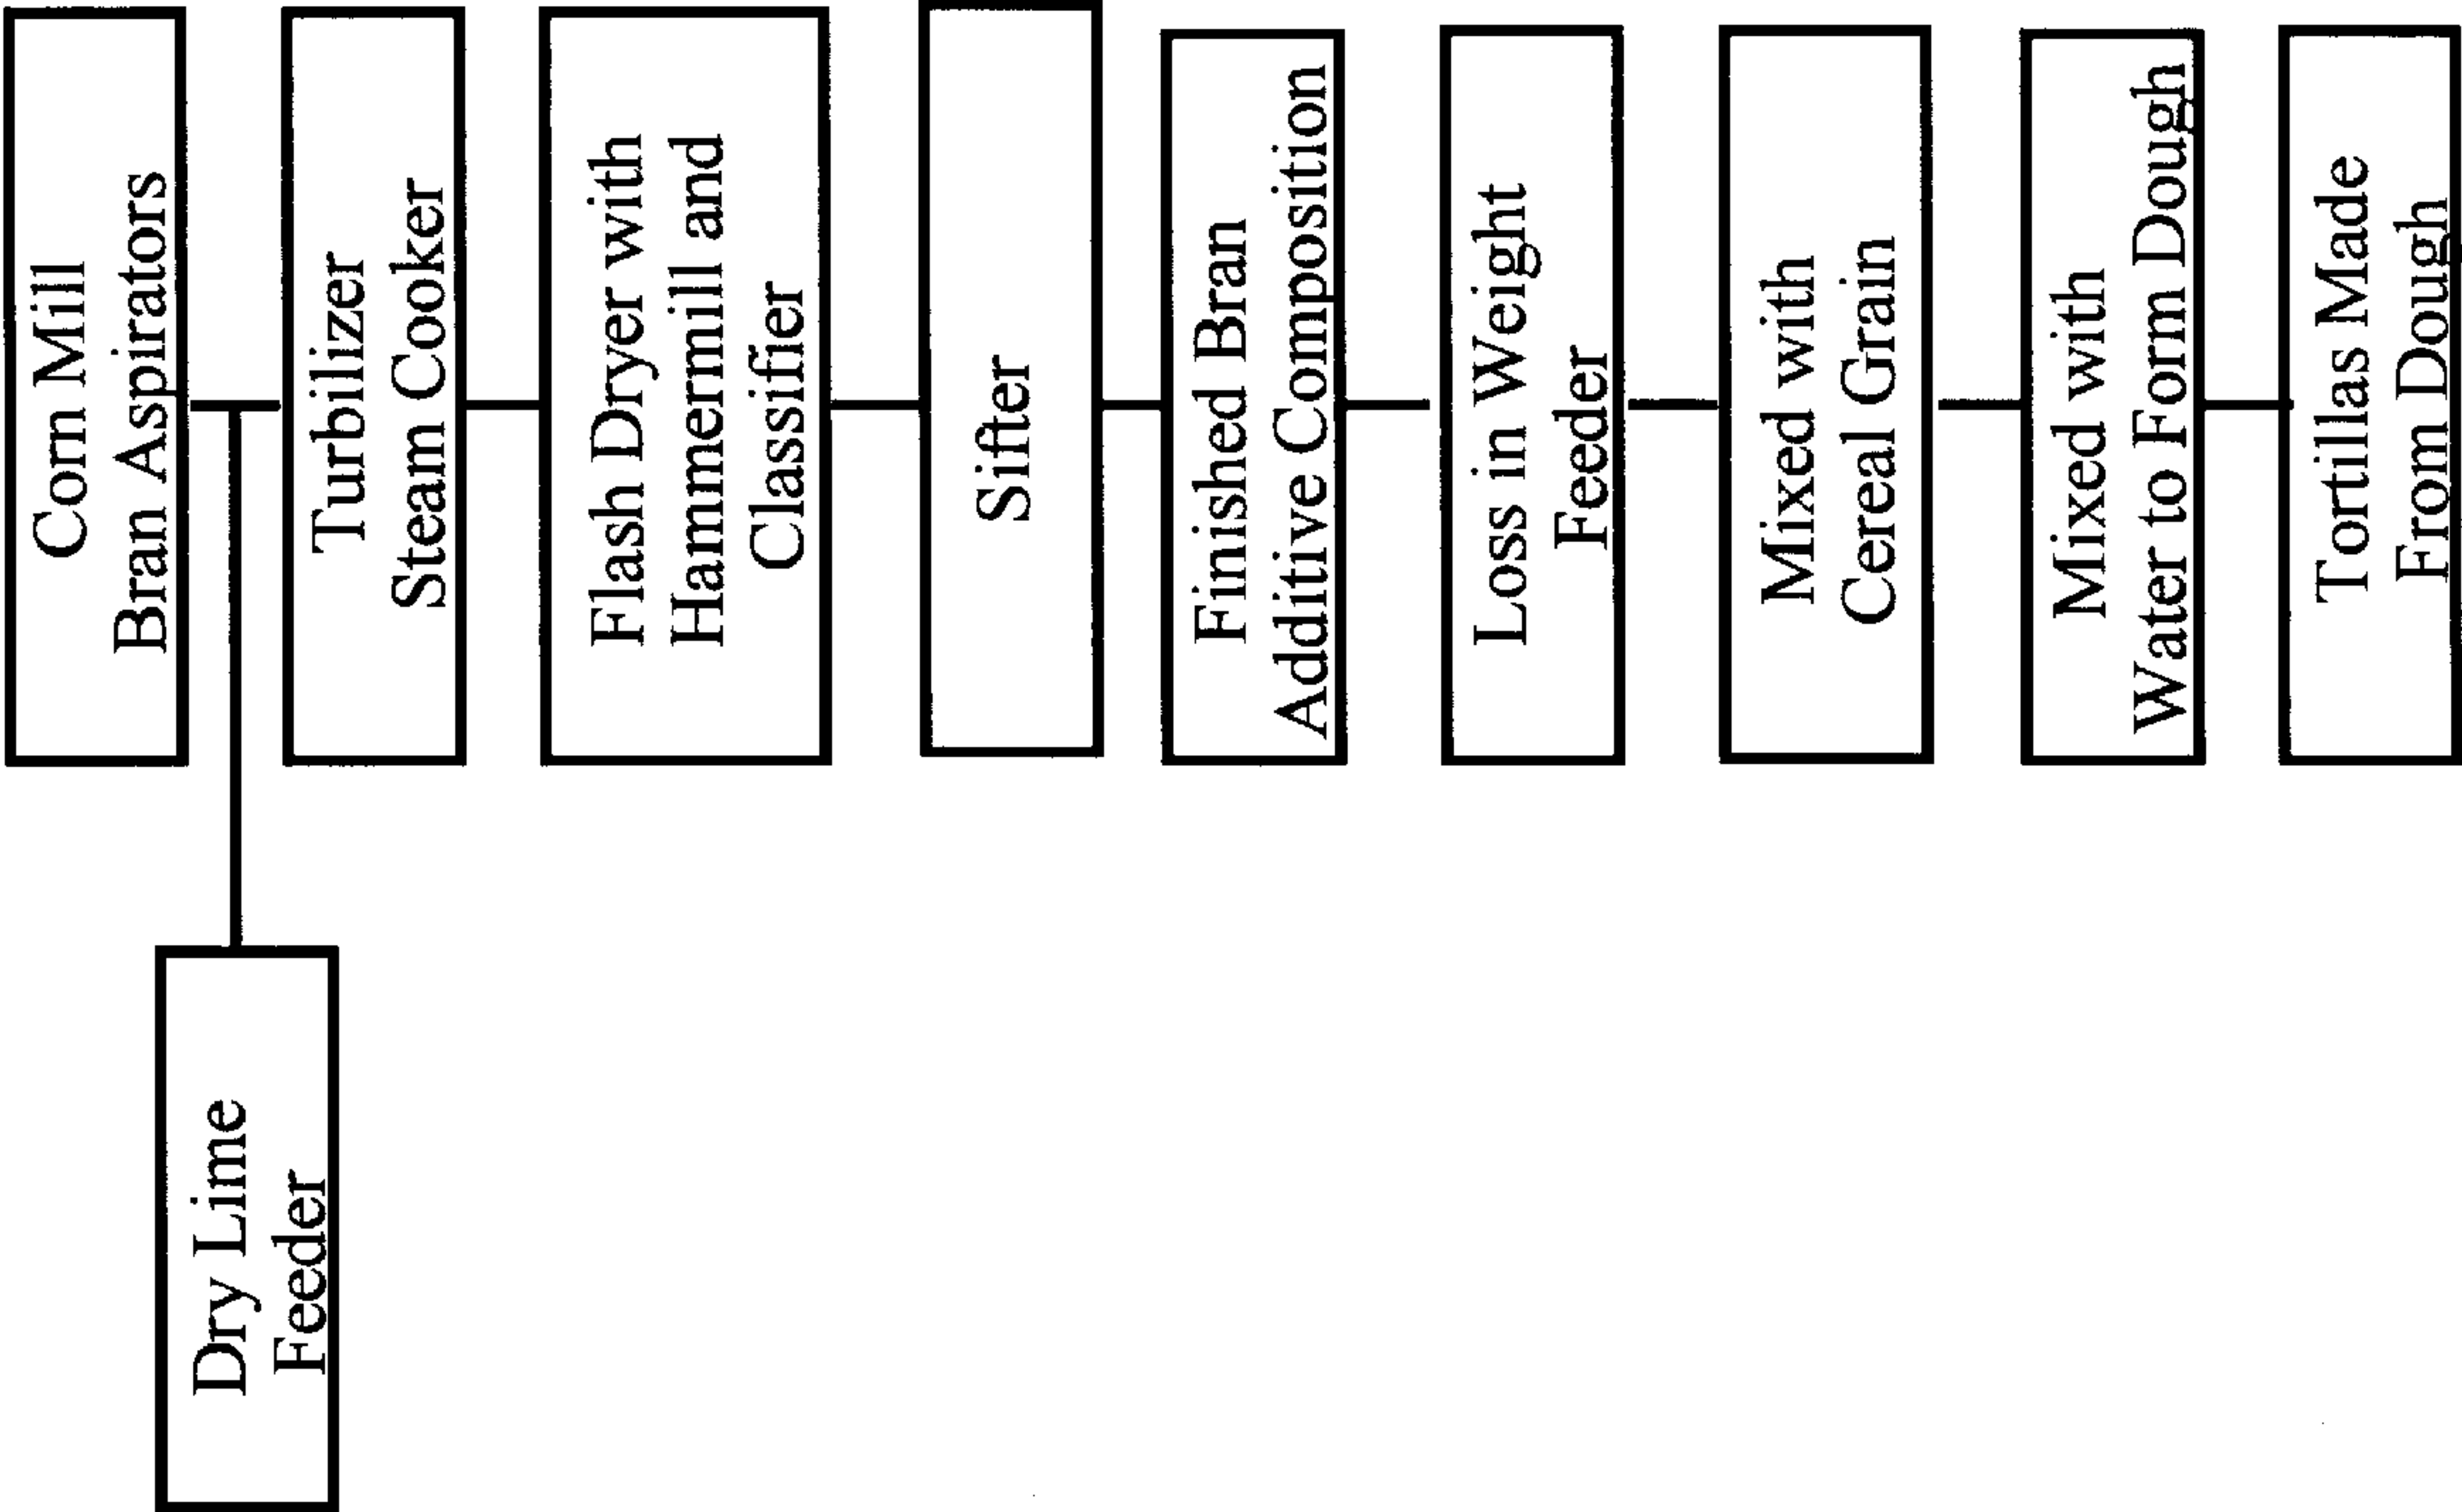 Corn Mill
Bran Aspirators
Dry Lime
Feeder
Turbilizer
Steam Cooker
Flash Dryer with
Hammermill and
Classifier
Sifter
Finished Bran
Additive Composition
Loss in Weight
Feeder
Mixed with
Cereal Grain
Mixed with
Water to Form Dough
Tortillas Made
From Dough